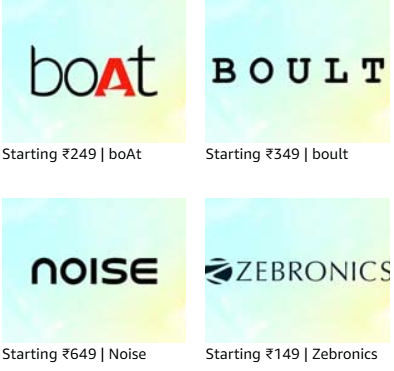 boAt
BOULT
Starting ₹249 | boAt
Starting ₹349 | boult
NOISE
ZEBRONICS
Starting ₹649 | Noise
Starting ₹149 | Zebronics